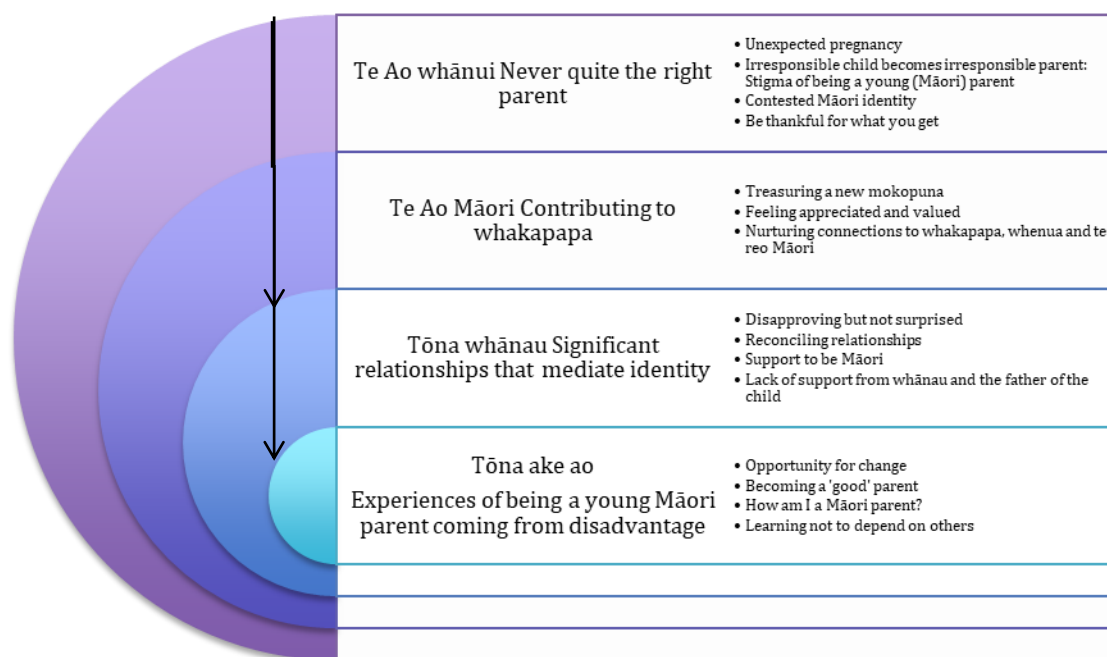 Te Ao whānui Never quite the right
parent
• Unexpected pregnancy
• Irresponsible child becomes irresponsible parent:
Stigma of being a young (Māori) parent
• Contested Māori identity
• Be thankful for what you get
Te Ao Māori Contributing to
whakapapa
• Treasuring a new mokopuna
• Feeling appreciated and valued
• Nurturing connections to whakapapa, whenua and te
reo Māori
Tōna whānau Significant
relationships that mediate identity
• Disapproving but not surprised
• Reconciling relationships
• Support to be Māori
• Lack of support from whānau and the father of the
child
Tōna ake ao
Experiences of being a young Māori
parent coming from disadvantage
• Opportunity for change
• Becoming a 'good' parent
• How am I a Māori parent?
• Learning not to depend on others